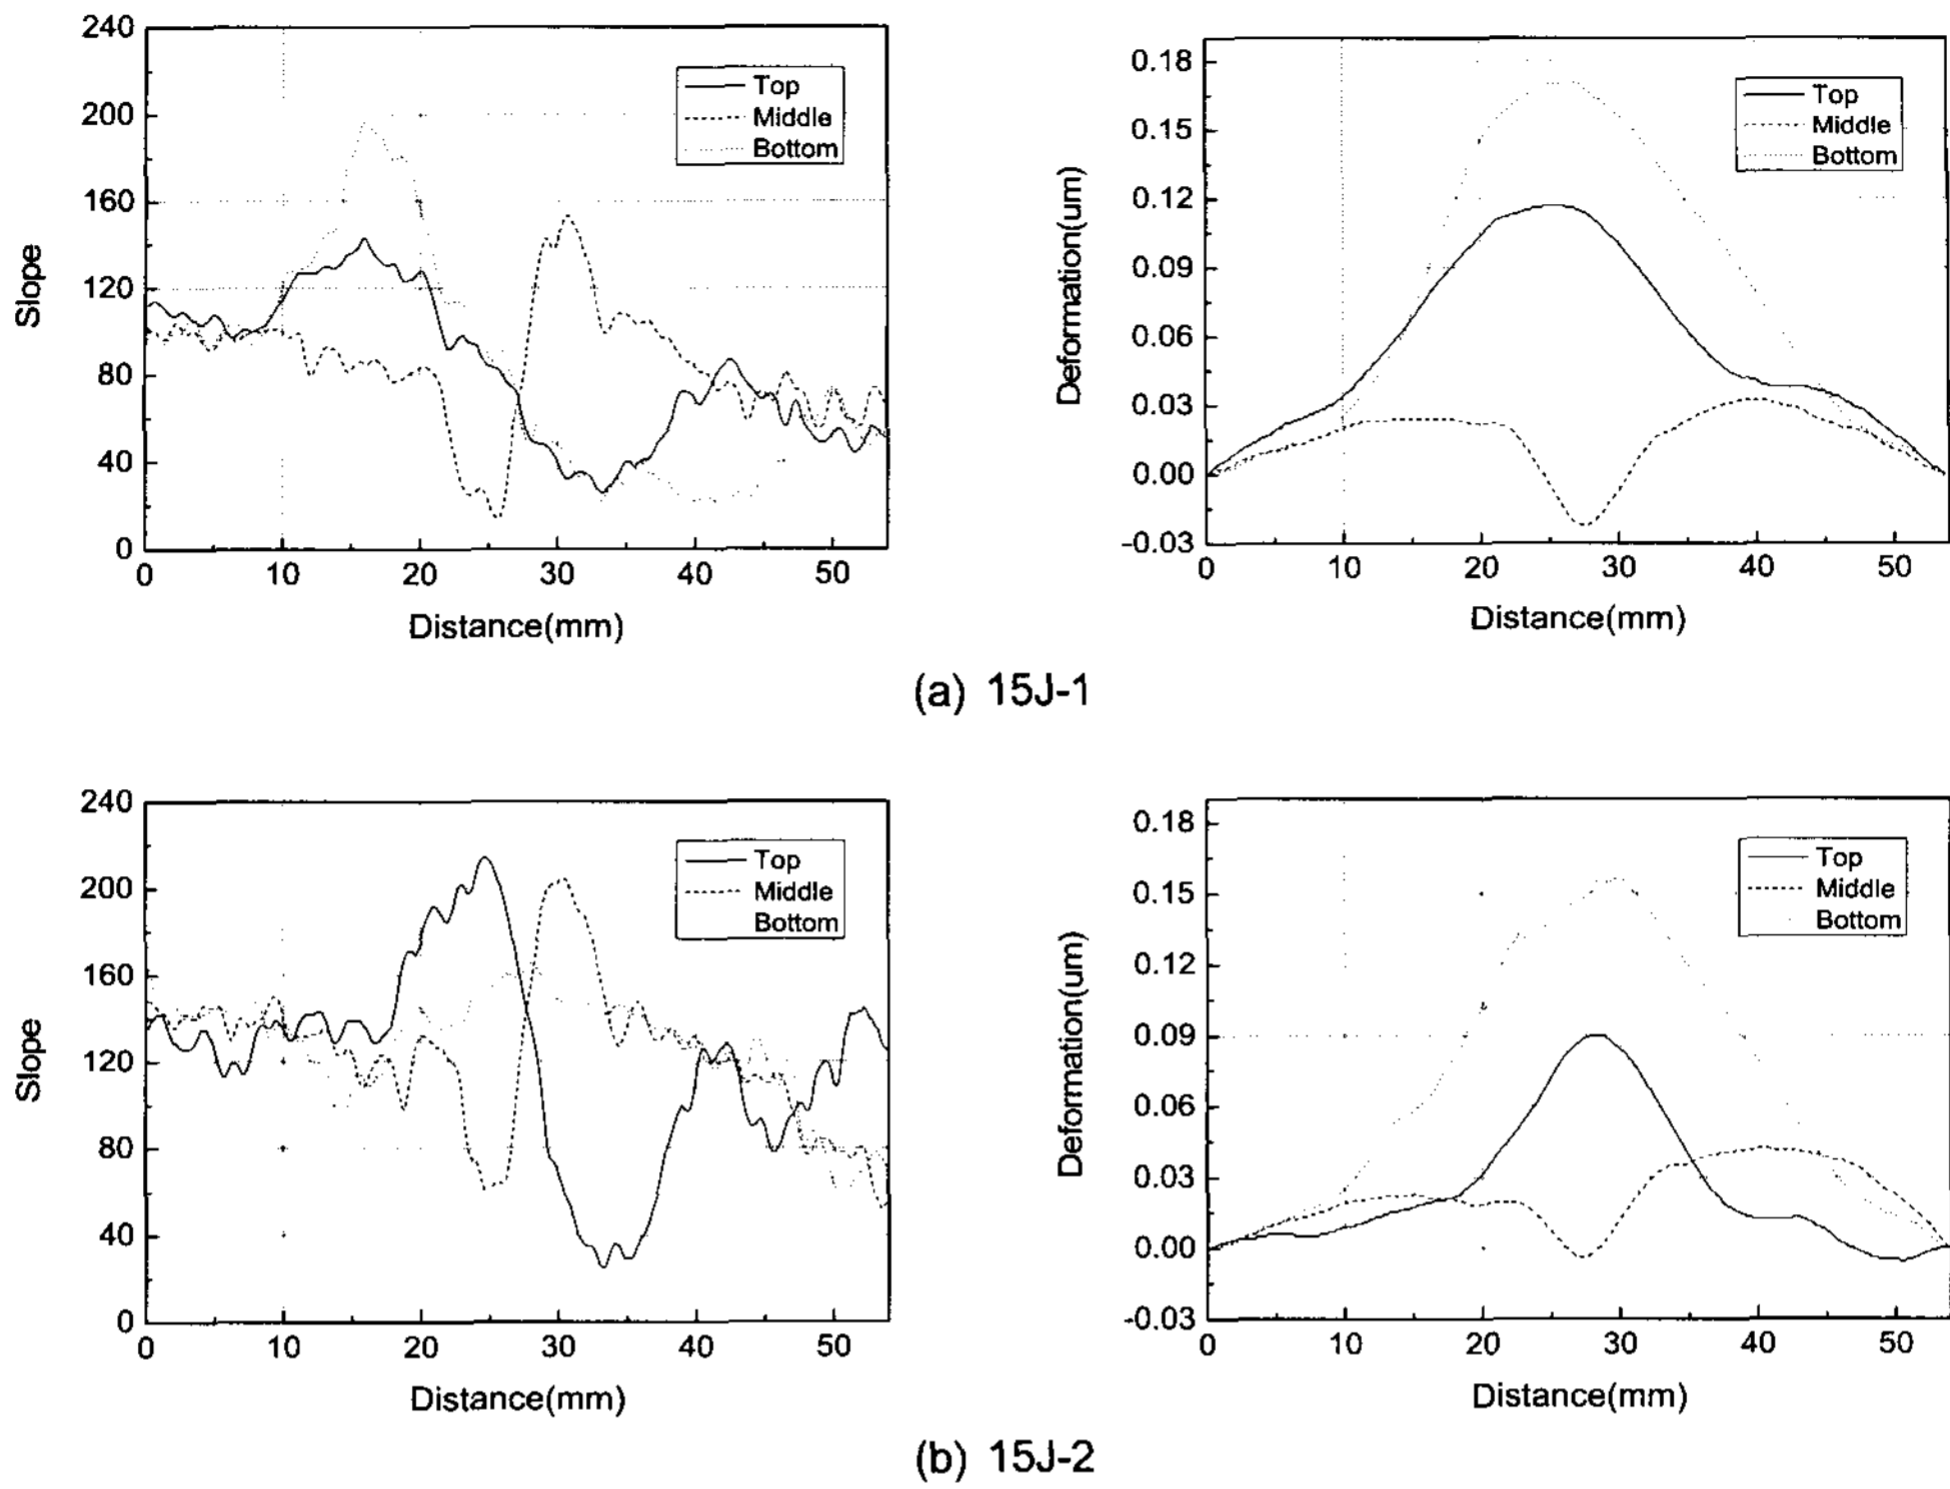 240
200
160
120
80
40
0
Slope
Top
Middle
Bottom
0 10 20 30 40 50
Distance(mm)
0.18
0.15
0.12
0.09
0.06
0.03
0.00
-0.03
Deformation(um)
Top
Middle
Bottom
0 10 20 30 40 50
Distance(mm)
(a) 15J-1
240
200
160
120
80
40
0
Slope
Top
Middle
Bottom
0 10 20 30 40 50
Distance(mm)
0.18
0.15
0.12
0.09
0.06
0.03
0.00
-0.03
Deformation(um)
Top
Middle
Bottom
0 10 20 30 40 50
Distance(mm)
(b) 15J-2